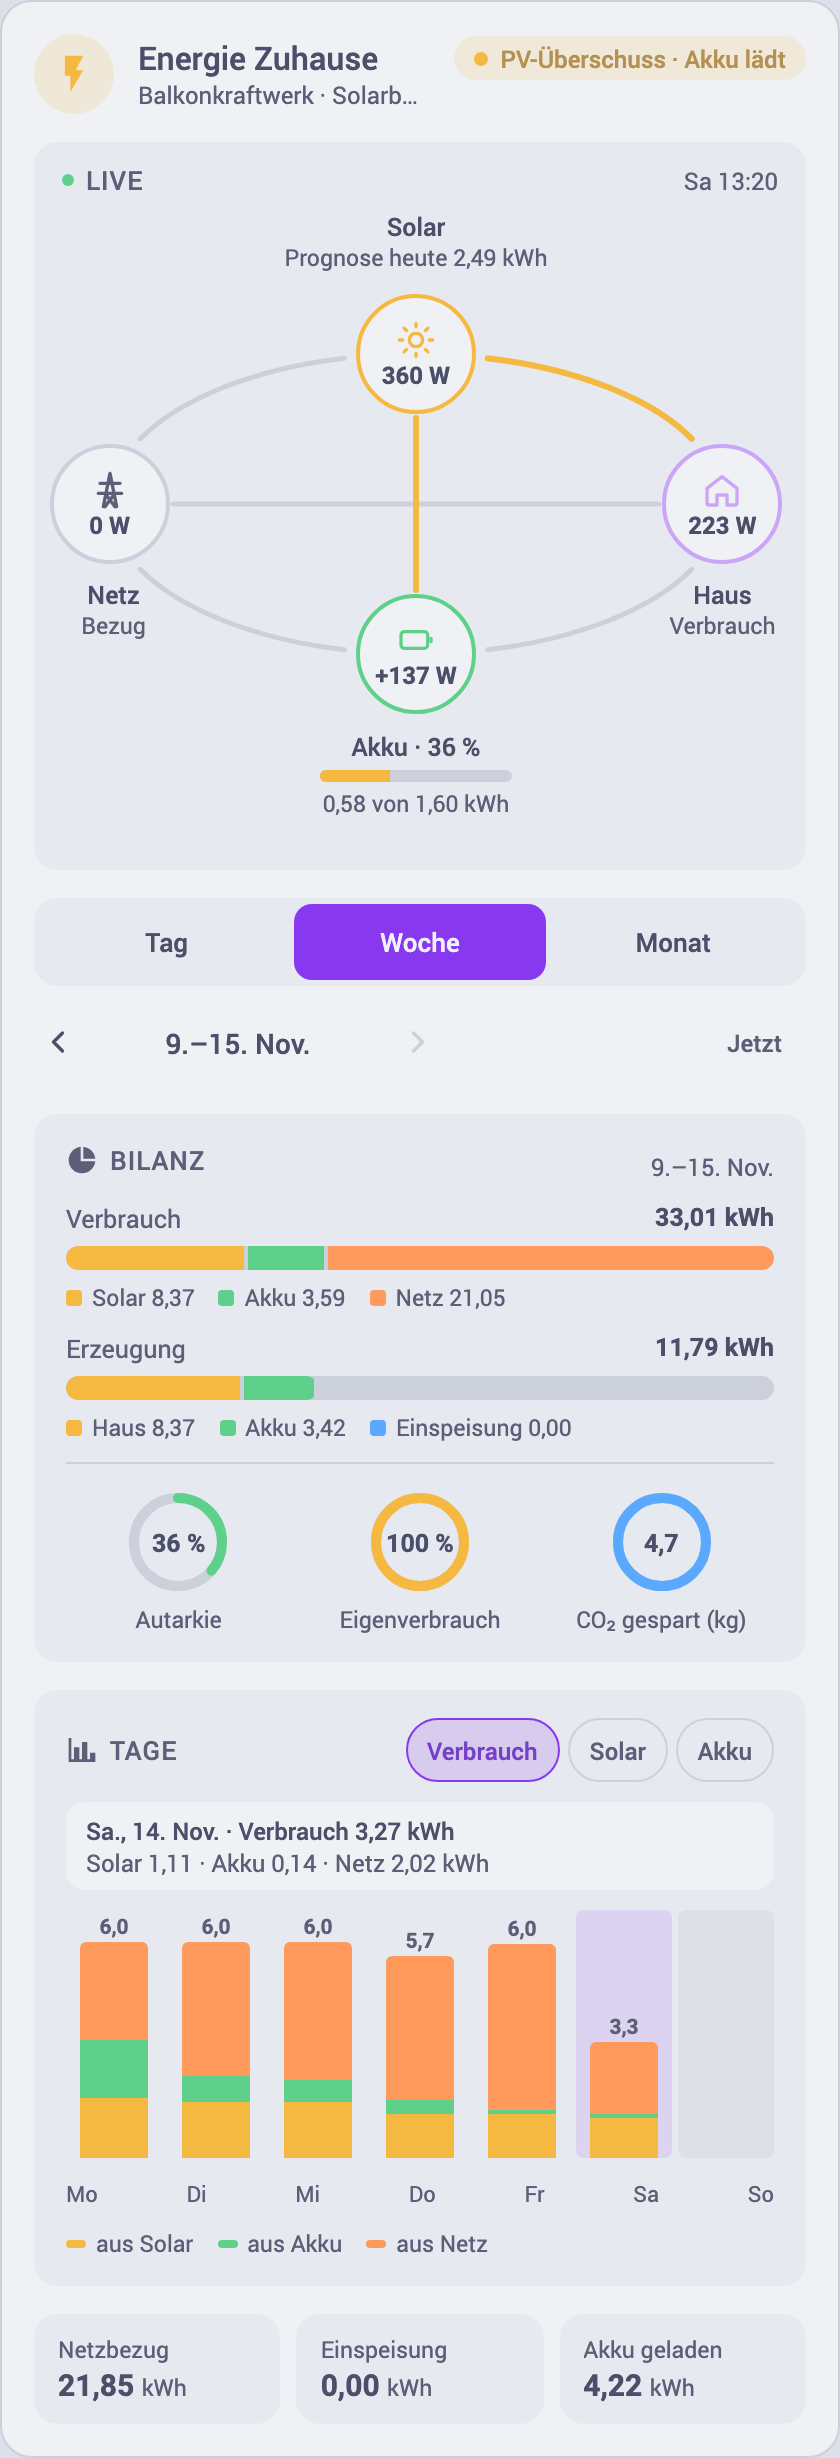 Energie Zuhause
Balkonkraftwerk · Solarb...
PV-Überschuss · Akku lädt
LIVE
Sa 13:20
Solar
Prognose heute 2,49 kWh
360 W
0 W
223 W
Netz
Bezug
Haus
Verbrauch
+137 W
Akku · 36 %
0,58 von 1,60 kWh
Tag
Woche
Monat
9.–15. Nov.
Jetzt
BILANZ
9.–15. Nov.
Verbrauch
33,01 kWh
Solar 8,37
Akku 3,59
Netz 21,05
Erzeugung
11,79 kWh
Haus 8,37
Akku 3,42
Einspeisung 0,00
36 %
100 %
4,7
Autarkie
Eigenverbrauch
CO₂ gespart (kg)
TAGE
Verbrauch
Solar
Akku
Sa., 14. Nov. · Verbrauch 3,27 kWh
Solar 1,11 · Akku 0,14 · Netz 2,02 kWh
6,0
6,0
6,0
5,7
6,0
3,3
Mo
Di
Mi
Do
Fr
Sa
So
aus Solar
aus Akku
aus Netz
Netzbezug
21,85 kWh
Einspeisung
0,00 kWh
Akku geladen
4,22 kWh